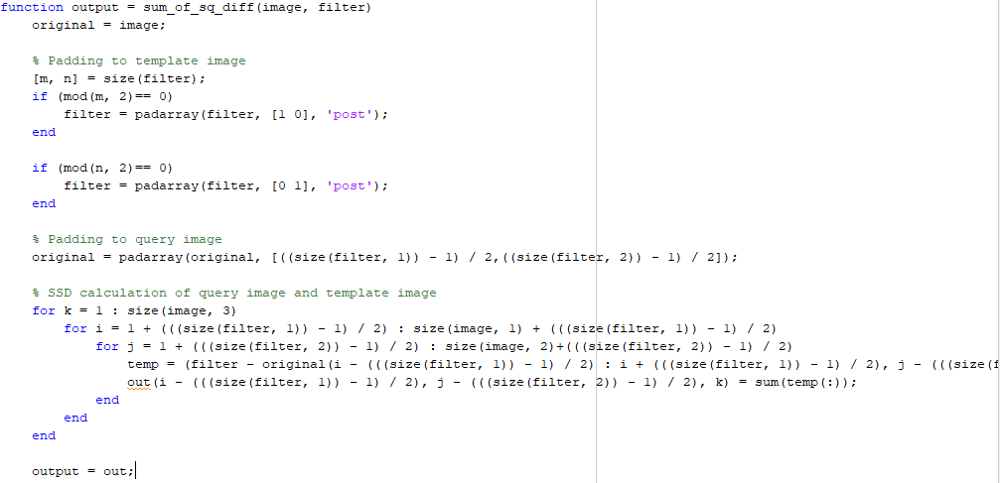 function output = sum_of_sq_diff(image, filter)
    original = image;

    % Padding to template image
    [m, n] = size(filter);
    if (mod(m, 2)== 0)
        filter = padarray(filter, [1 0], 'post');
    end

    if (mod(n, 2)== 0)
        filter = padarray(filter, [0 1], 'post');
    end

    % Padding to query image
    original = padarray(original, [((size(filter, 1)) - 1) / 2,((size(filter, 2)) - 1) / 2]);

    % SSD calculation of query image and template image
    for k = 1 : size(image, 3)
        for i = 1 + (((size(filter, 1)) - 1) / 2) : size(image, 1) + (((size(filter, 1)) - 1) / 2)
            for j = 1 + (((size(filter, 2)) - 1) / 2) : size(image, 2)+(((size(filter, 2)) - 1) / 2)
                temp = (filter - original(i - (((size(filter, 1)) - 1) / 2) : i + (((size(filter, 1)) - 1) / 2), j - (((size(f
                out(i - (((size(filter, 1)) - 1) / 2), j - (((size(filter, 2)) - 1) / 2), k) = sum(temp(:));
            end
        end
    end

    output = out;